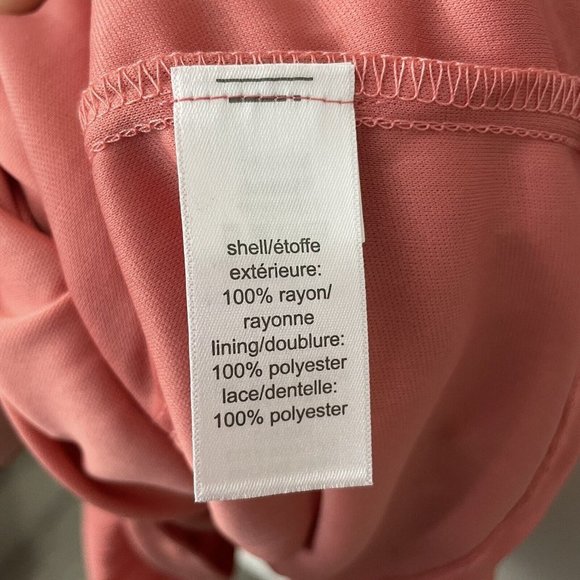 shell/étoffe
extérieure:
100% rayon/
rayonne
lining/doublure:
100% polyester
lace/dentelle:
100% polyester